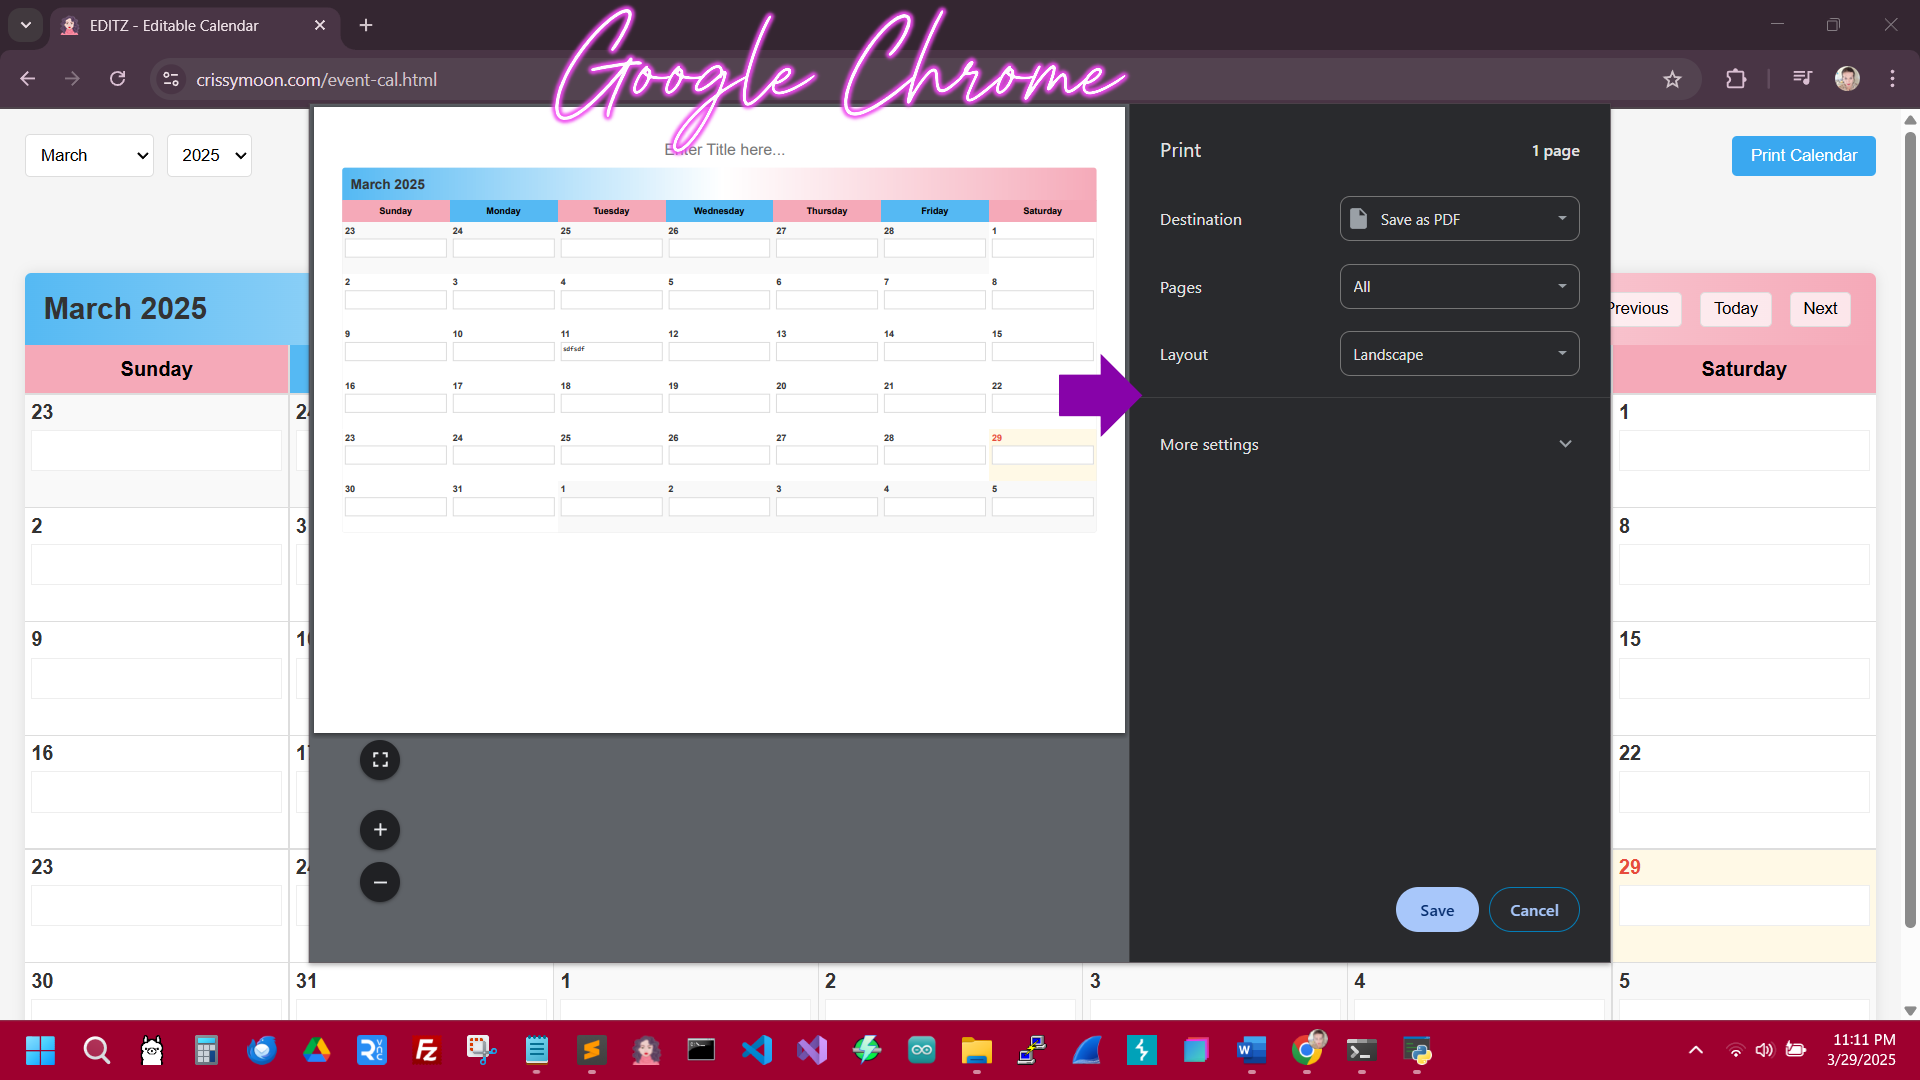 EDITZ - Editable Calendar
Google Chrome
crissymoon.com/event-cal.html
March
2025
Print Calendar
March 2025
Previous
Today
Next
Sunday
Saturday
23
24
1
2
3
8
9
10
15
16
17
22
23
24
29
30
31
1
2
3
4
5
Enter Title here...
March 2025
Sunday Monday Tuesday Wednesday Thursday Friday Saturday
23 24 25 26 27 28 1
2 3 4 5 6 7 8
9 10 11 12 13 14 15
sdfsdf
16 17 18 19 20 21 22
23 24 25 26 27 28 29
30 31 1 2 3 4 5
Print
1 page
Destination
Save as PDF
Pages
All
Layout
Landscape
More settings
Save
Cancel
11:11 PM
3/29/2025